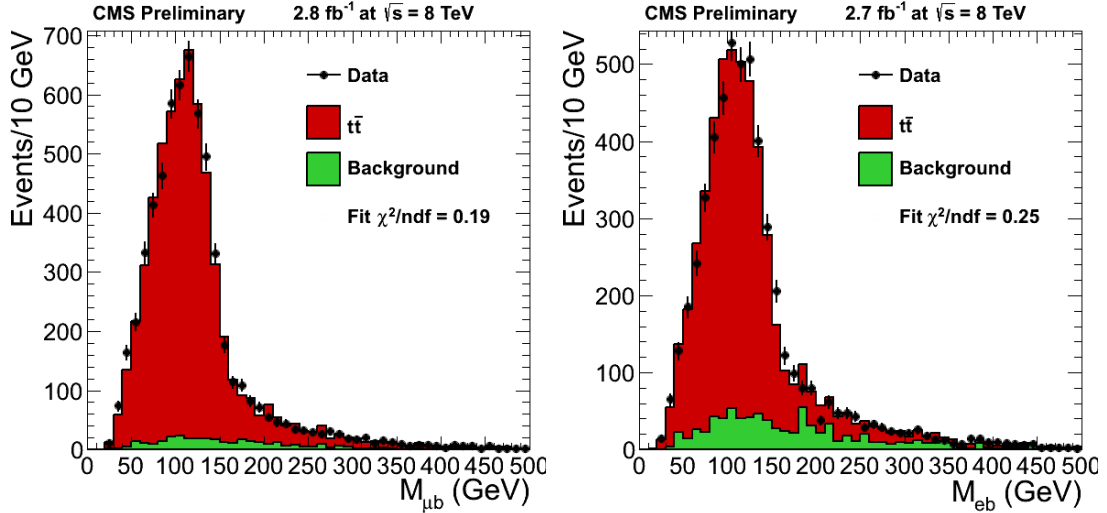 CMS Preliminary 2.8 fb⁻¹ at √s = 8 TeV
Events/10 GeV
700
600
500
400
300
200
100
0
Data
tt̄
Background
Fit χ²/ndf = 0.19
0 50 100 150 200 250 300 350 400 450 500
M_μb (GeV)
CMS Preliminary 2.7 fb⁻¹ at √s = 8 TeV
Events/10 GeV
500
400
300
200
100
0
Data
tt̄
Background
Fit χ²/ndf = 0.25
0 50 100 150 200 250 300 350 400 450 500
M_eb (GeV)